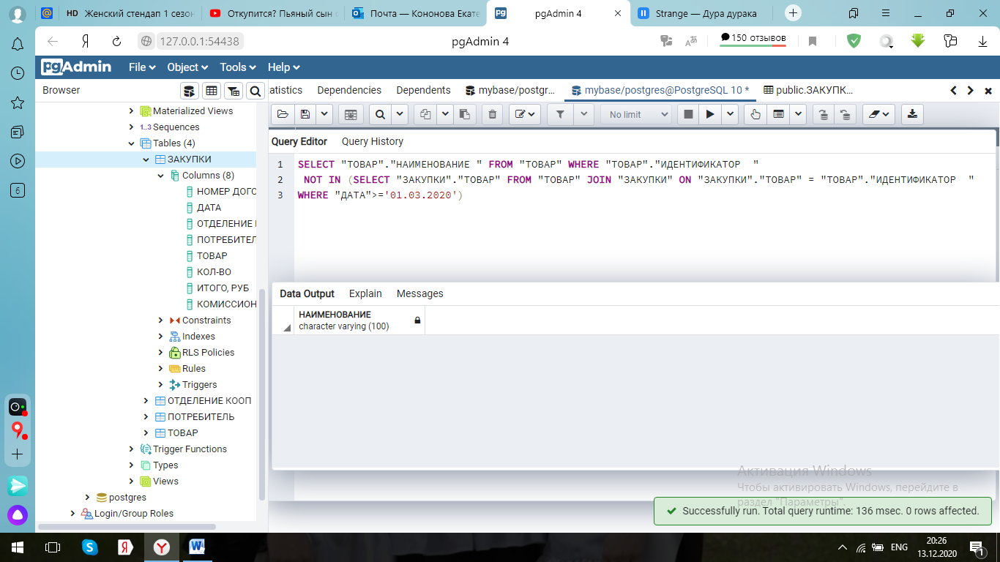 HD Женский стендап 1 сезон
Откупится? Пьяный сын
Почта — Кононова Екате
pgAdmin 4
Strange — Дура дурака
Я
127.0.0.1:54438
pgAdmin 4
150 отзывов
pgAdmin
File Object Tools Help
Browser
atistics Dependencies Dependents mybase/postgr... mybase/postgres@PostgreSQL 10 * public.ЗАКУПК...
No limit
Query Editor Query History
1 SELECT "ТОВАР"."НАИМЕНОВАНИЕ " FROM "ТОВАР" WHERE "ТОВАР"."ИДЕНТИФИКАТОР  "
2 NOT IN (SELECT "ЗАКУПКИ"."ТОВАР" FROM "ТОВАР" JOIN "ЗАКУПКИ" ON "ЗАКУПКИ"."ТОВАР" = "ТОВАР"."ИДЕНТИФИКАТОР  "
3 WHERE "ДАТА">='01.03.2020')
Materialized Views
1..3 Sequences
Tables (4)
ЗАКУПКИ
Columns (8)
НОМЕР ДОГО
ДАТА
ОТДЕЛЕНИЕ
ПОТРЕБИТЕЛ
ТОВАР
КОЛ-ВО
ИТОГО, РУБ
КОМИССИОН
Constraints
Indexes
RLS Policies
Rules
Triggers
ОТДЕЛЕНИЕ КООП
ПОТРЕБИТЕЛЬ
ТОВАР
Trigger Functions
Types
Views
postgres
Login/Group Roles
Data Output Explain Messages
НАИМЕНОВАНИЕ
character varying (100)
Активация Windows
Чтобы активировать Windows, перейдите в
раздел "Параметры".
Successfully run. Total query runtime: 136 msec. 0 rows affected.
6
ENG
20:26
13.12.2020
1